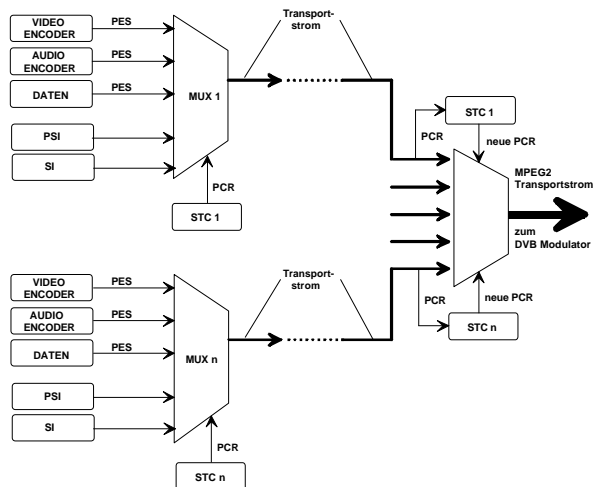 VIDEO
ENCODER
PES
AUDIO
ENCODER
PES
DATEN
PES
PSI
SI
MUX 1
PCR
STC 1
Transport-
strom
PCR
STC 1
neue PCR
MPEG2
Transportstrom
zum
DVB Modulator
VIDEO
ENCODER
PES
AUDIO
ENCODER
PES
DATEN
PES
PSI
SI
MUX n
PCR
STC n
Transport-
strom
PCR
neue PCR
STC n